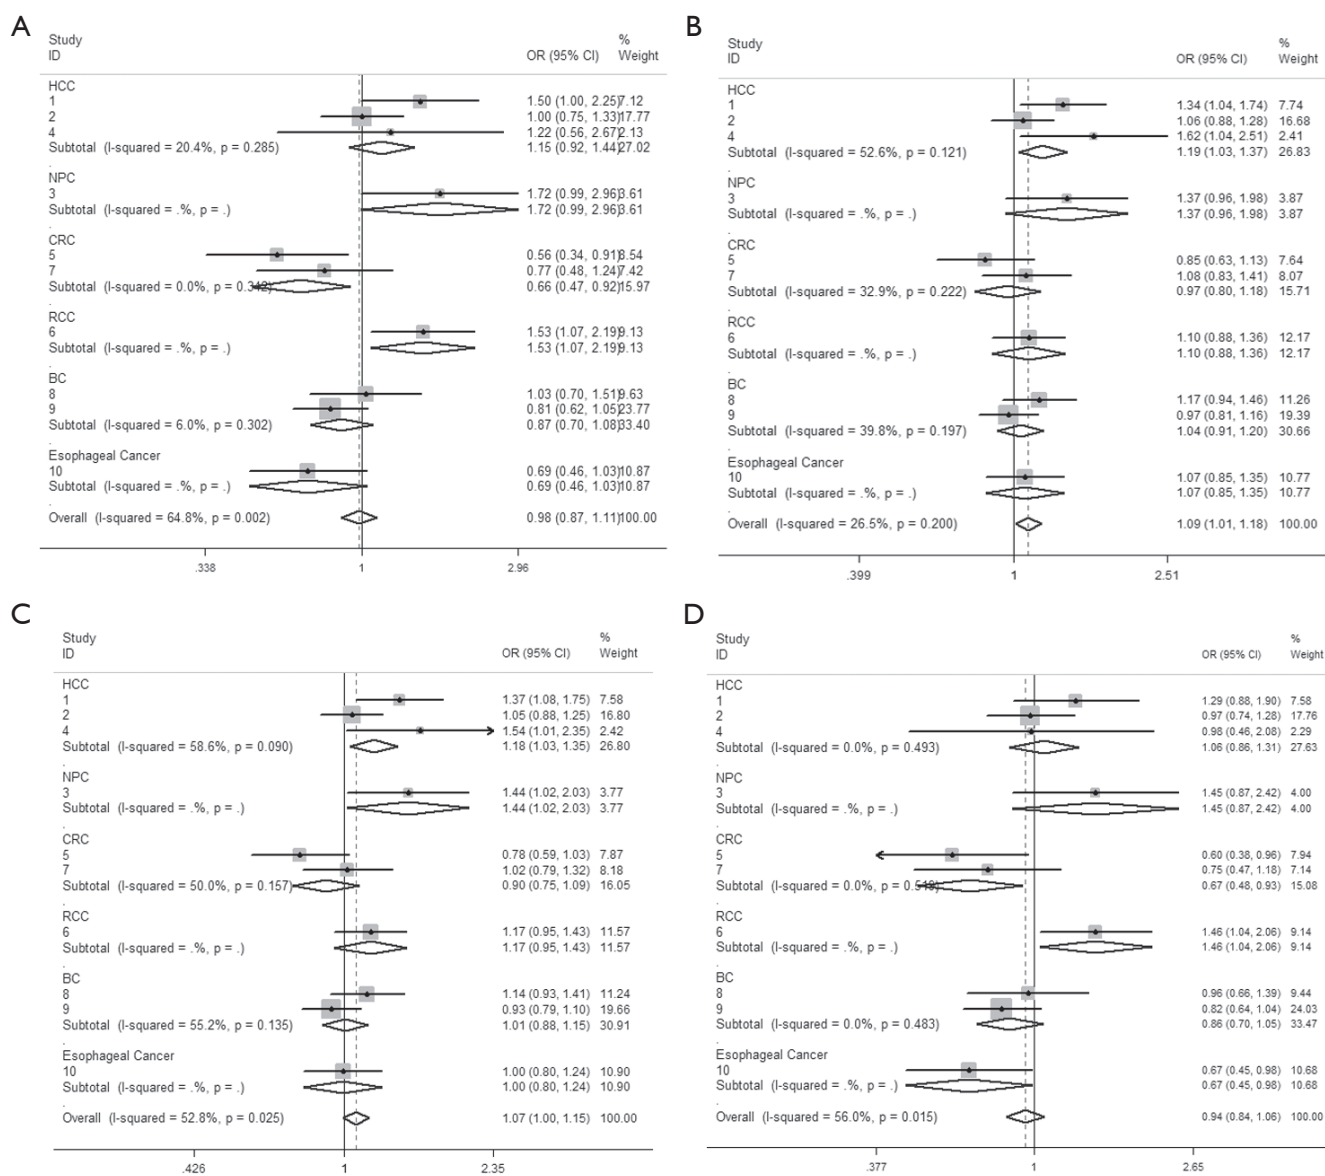 A
Study %
ID OR (95% CI) Weight
HCC
1 1.50 (1.00, 2.25) 7.12
2 1.00 (0.75, 1.33) 17.77
4 1.22 (0.56, 2.67) 2.13
Subtotal (I-squared = 20.4%, p = 0.285) 1.15 (0.92, 1.44) 27.02
.
NPC
3 1.72 (0.99, 2.96) 3.61
Subtotal (I-squared = .%, p = .) 1.72 (0.99, 2.96) 3.61
.
CRC
5 0.56 (0.34, 0.91) 8.54
7 0.77 (0.48, 1.24) 7.42
Subtotal (I-squared = 0.0%, p = 0.342) 0.66 (0.47, 0.92) 15.97
.
RCC
6 1.53 (1.07, 2.19) 9.13
Subtotal (I-squared = .%, p = .) 1.53 (1.07, 2.19) 9.13
.
BC
8 1.03 (0.70, 1.51) 9.63
9 0.81 (0.62, 1.05) 23.77
Subtotal (I-squared = 6.0%, p = 0.302) 0.87 (0.70, 1.08) 33.40
.
Esophageal Cancer
10 0.69 (0.46, 1.03) 10.87
Subtotal (I-squared = .%, p = .) 0.69 (0.46, 1.03) 10.87
.
Overall (I-squared = 64.8%, p = 0.002) 0.98 (0.87, 1.11) 100.00
.338 1 2.96
B
Study %
ID OR (95% CI) Weight
HCC
1 1.34 (1.04, 1.74) 7.74
2 1.06 (0.88, 1.28) 16.68
4 1.62 (1.04, 2.51) 2.41
Subtotal (I-squared = 52.6%, p = 0.121) 1.19 (1.03, 1.37) 26.83
.
NPC
3 1.37 (0.96, 1.98) 3.87
Subtotal (I-squared = .%, p = .) 1.37 (0.96, 1.98) 3.87
.
CRC
5 0.85 (0.63, 1.13) 7.64
7 1.08 (0.83, 1.41) 8.07
Subtotal (I-squared = 32.9%, p = 0.222) 0.97 (0.80, 1.18) 15.71
.
RCC
6 1.10 (0.88, 1.36) 12.17
Subtotal (I-squared = .%, p = .) 1.10 (0.88, 1.36) 12.17
.
BC
8 1.17 (0.94, 1.46) 11.26
9 0.97 (0.81, 1.16) 19.39
Subtotal (I-squared = 39.8%, p = 0.197) 1.04 (0.91, 1.20) 30.66
.
Esophageal Cancer
10 1.07 (0.85, 1.35) 10.77
Subtotal (I-squared = .%, p = .) 1.07 (0.85, 1.35) 10.77
.
Overall (I-squared = 26.5%, p = 0.200) 1.09 (1.01, 1.18) 100.00
.399 1 2.51
C
Study %
ID OR (95% CI) Weight
HCC
1 1.37 (1.08, 1.75) 7.58
2 1.05 (0.88, 1.25) 16.80
4 1.54 (1.01, 2.35) 2.42
Subtotal (I-squared = 58.6%, p = 0.090) 1.18 (1.03, 1.35) 26.80
.
NPC
3 1.44 (1.02, 2.03) 3.77
Subtotal (I-squared = .%, p = .) 1.44 (1.02, 2.03) 3.77
.
CRC
5 0.78 (0.59, 1.03) 7.87
7 1.02 (0.79, 1.32) 8.18
Subtotal (I-squared = 50.0%, p = 0.157) 0.90 (0.75, 1.09) 16.05
.
RCC
6 1.17 (0.95, 1.43) 11.57
Subtotal (I-squared = .%, p = .) 1.17 (0.95, 1.43) 11.57
.
BC
8 1.14 (0.93, 1.41) 11.24
9 0.93 (0.79, 1.10) 19.66
Subtotal (I-squared = 55.2%, p = 0.135) 1.01 (0.88, 1.15) 30.91
.
Esophageal Cancer
10 1.00 (0.80, 1.24) 10.90
Subtotal (I-squared = .%, p = .) 1.00 (0.80, 1.24) 10.90
.
Overall (I-squared = 52.8%, p = 0.025) 1.07 (1.00, 1.15) 100.00
.426 1 2.35
D
Study %
ID OR (95% CI) Weight
HCC
1 1.29 (0.88, 1.90) 7.58
2 0.97 (0.74, 1.28) 17.76
4 0.98 (0.46, 2.08) 2.29
Subtotal (I-squared = 0.0%, p = 0.493) 1.06 (0.86, 1.31) 27.63
.
NPC
3 1.45 (0.87, 2.42) 4.00
Subtotal (I-squared = .%, p = .) 1.45 (0.87, 2.42) 4.00
.
CRC
5 0.60 (0.38, 0.96) 7.94
7 0.75 (0.47, 1.18) 7.14
Subtotal (I-squared = 0.0%, p = 0.67 (0.48, 0.93) 15.08
.
RCC
6 1.46 (1.04, 2.06) 9.14
Subtotal (I-squared = .%, p = .) 1.46 (1.04, 2.06) 9.14
.
BC
8 0.96 (0.66, 1.39) 9.44
9 0.82 (0.64, 1.04) 24.03
Subtotal (I-squared = 0.0%, p = 0.483) 0.86 (0.70, 1.05) 33.47
.
Esophageal Cancer
10 0.67 (0.45, 0.98) 10.68
Subtotal (I-squared = .%, p = .) 0.67 (0.45, 0.98) 10.68
.
Overall (I-squared = 56.0%, p = 0.015) 0.94 (0.84, 1.06) 100.00
.377 1 2.65